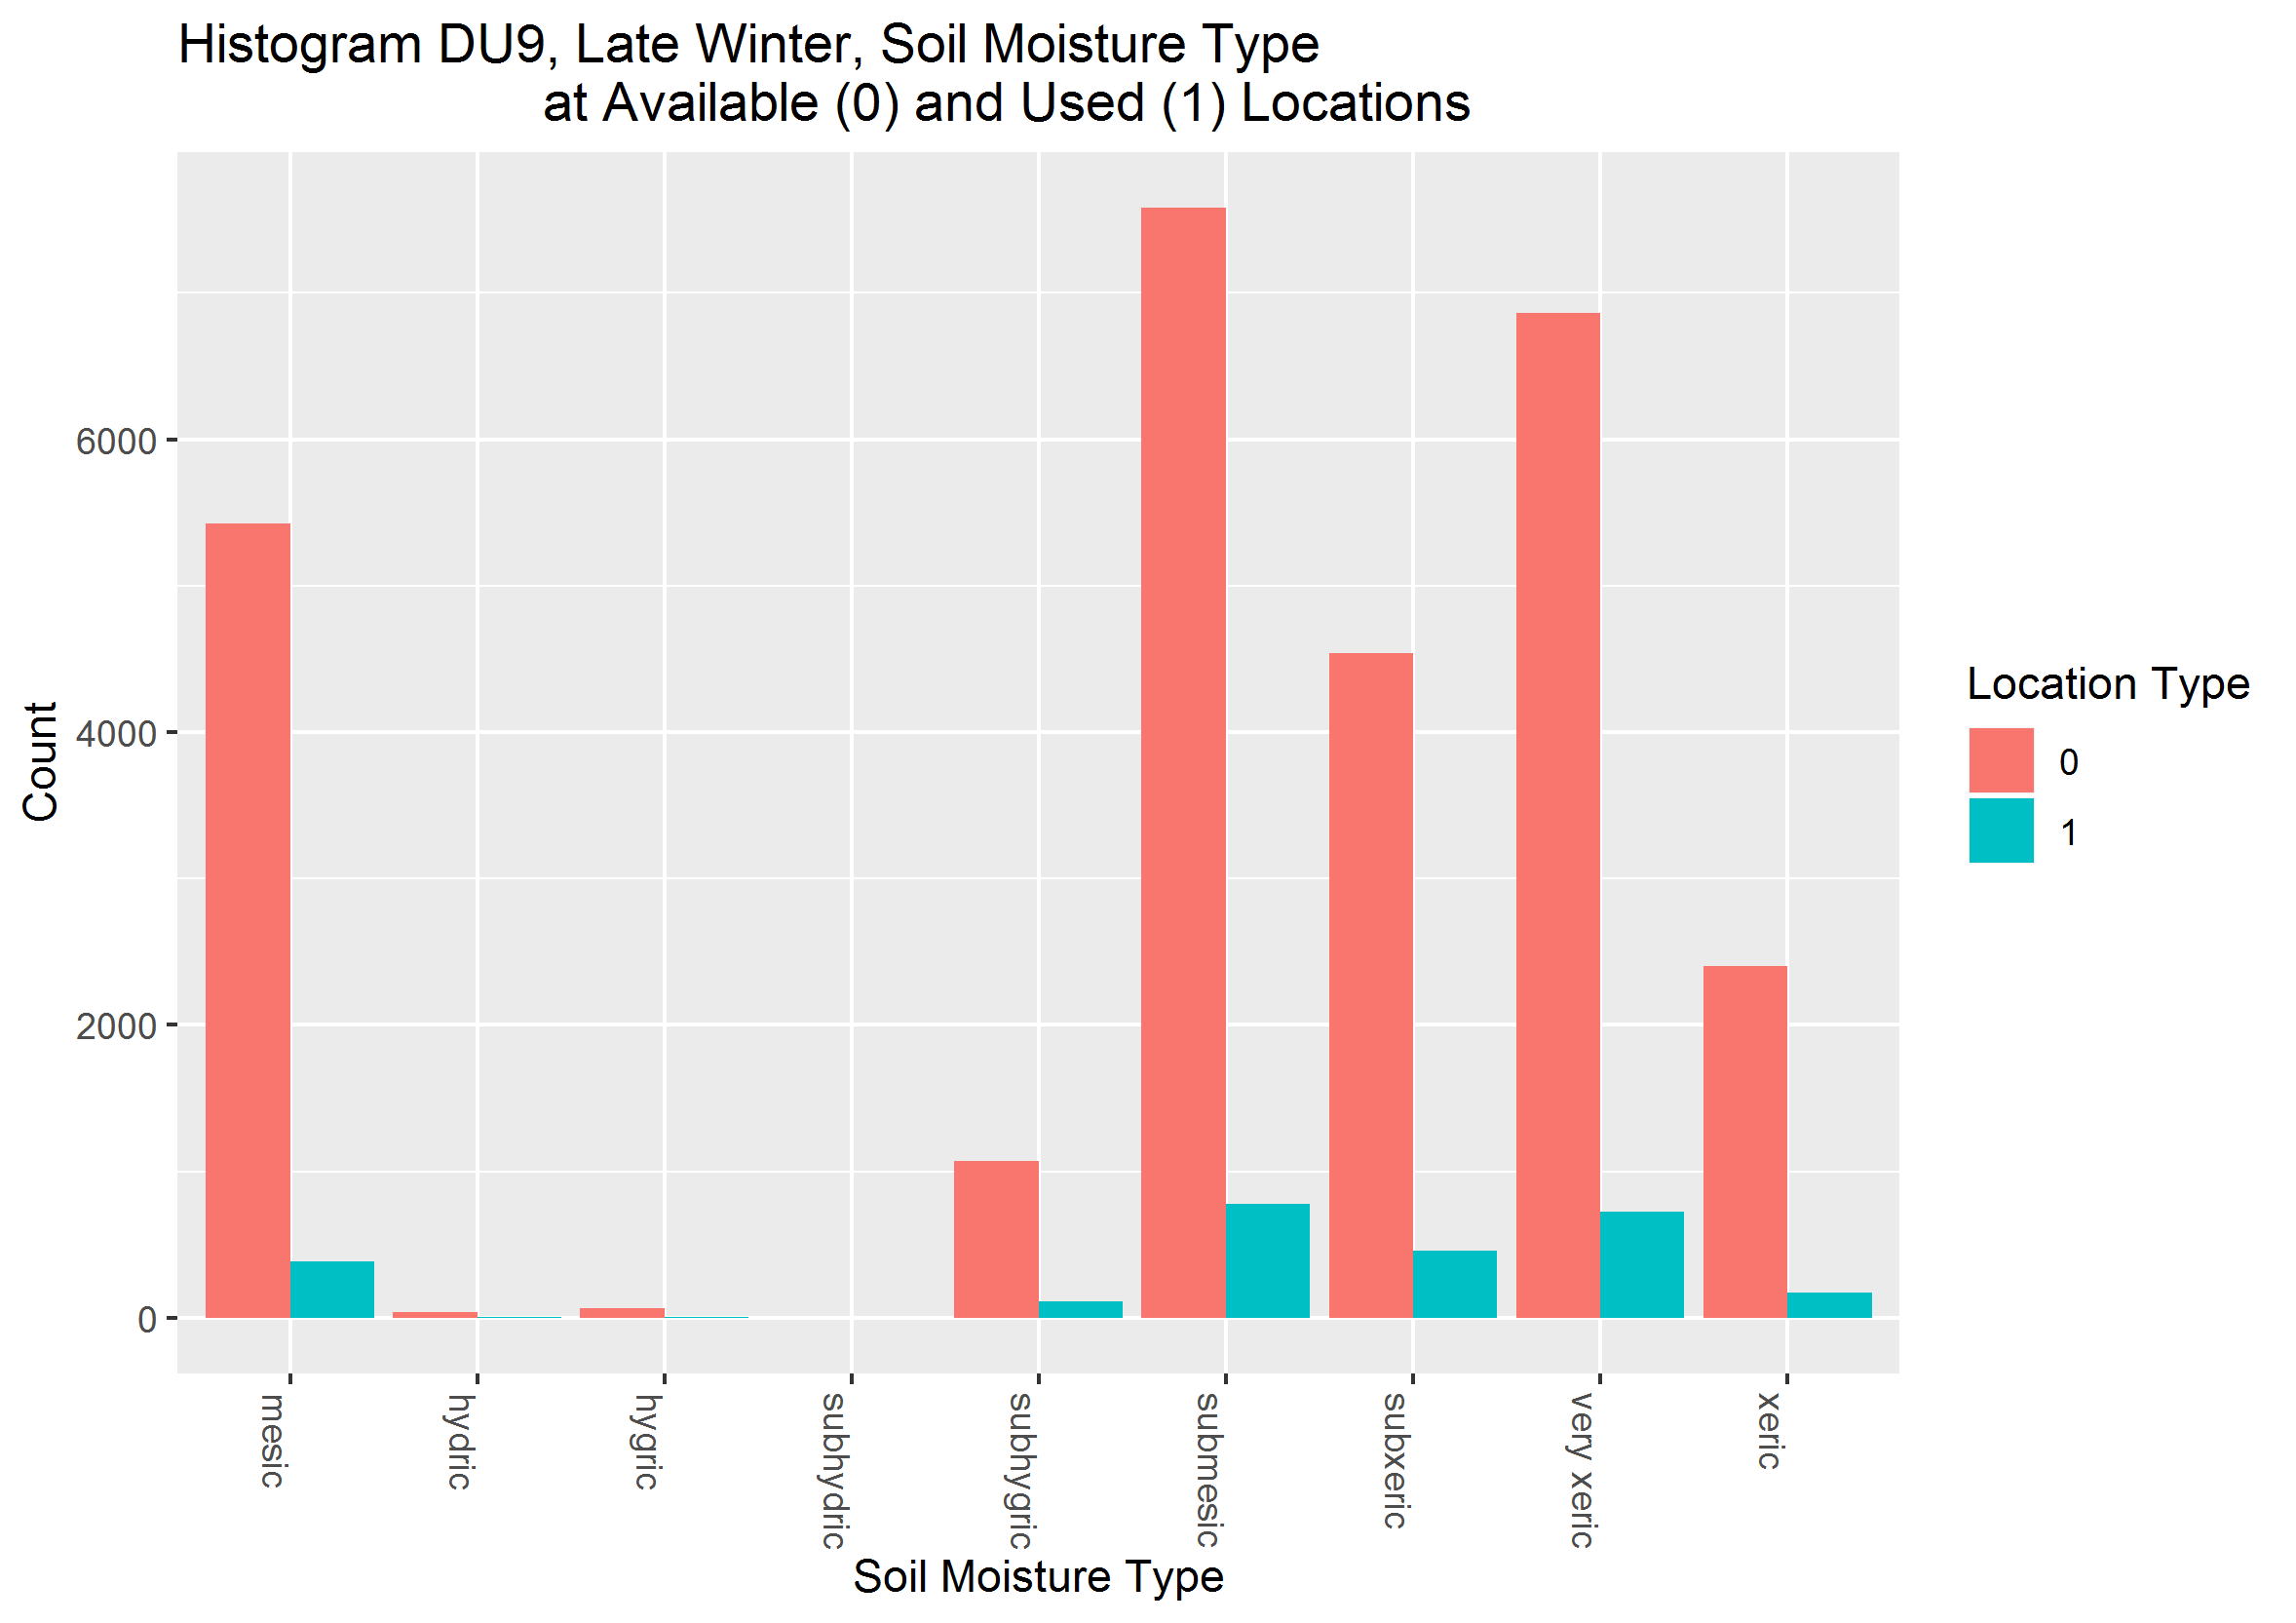 Histogram DU9, Late Winter, Soil Moisture Type
at Available (0) and Used (1) Locations
Count
6000
4000
2000
0
mesic
hydric
hygric
subhydric
subhygric
submesic
subxeric
very xeric
xeric
Soil Moisture Type
Location Type
0
1